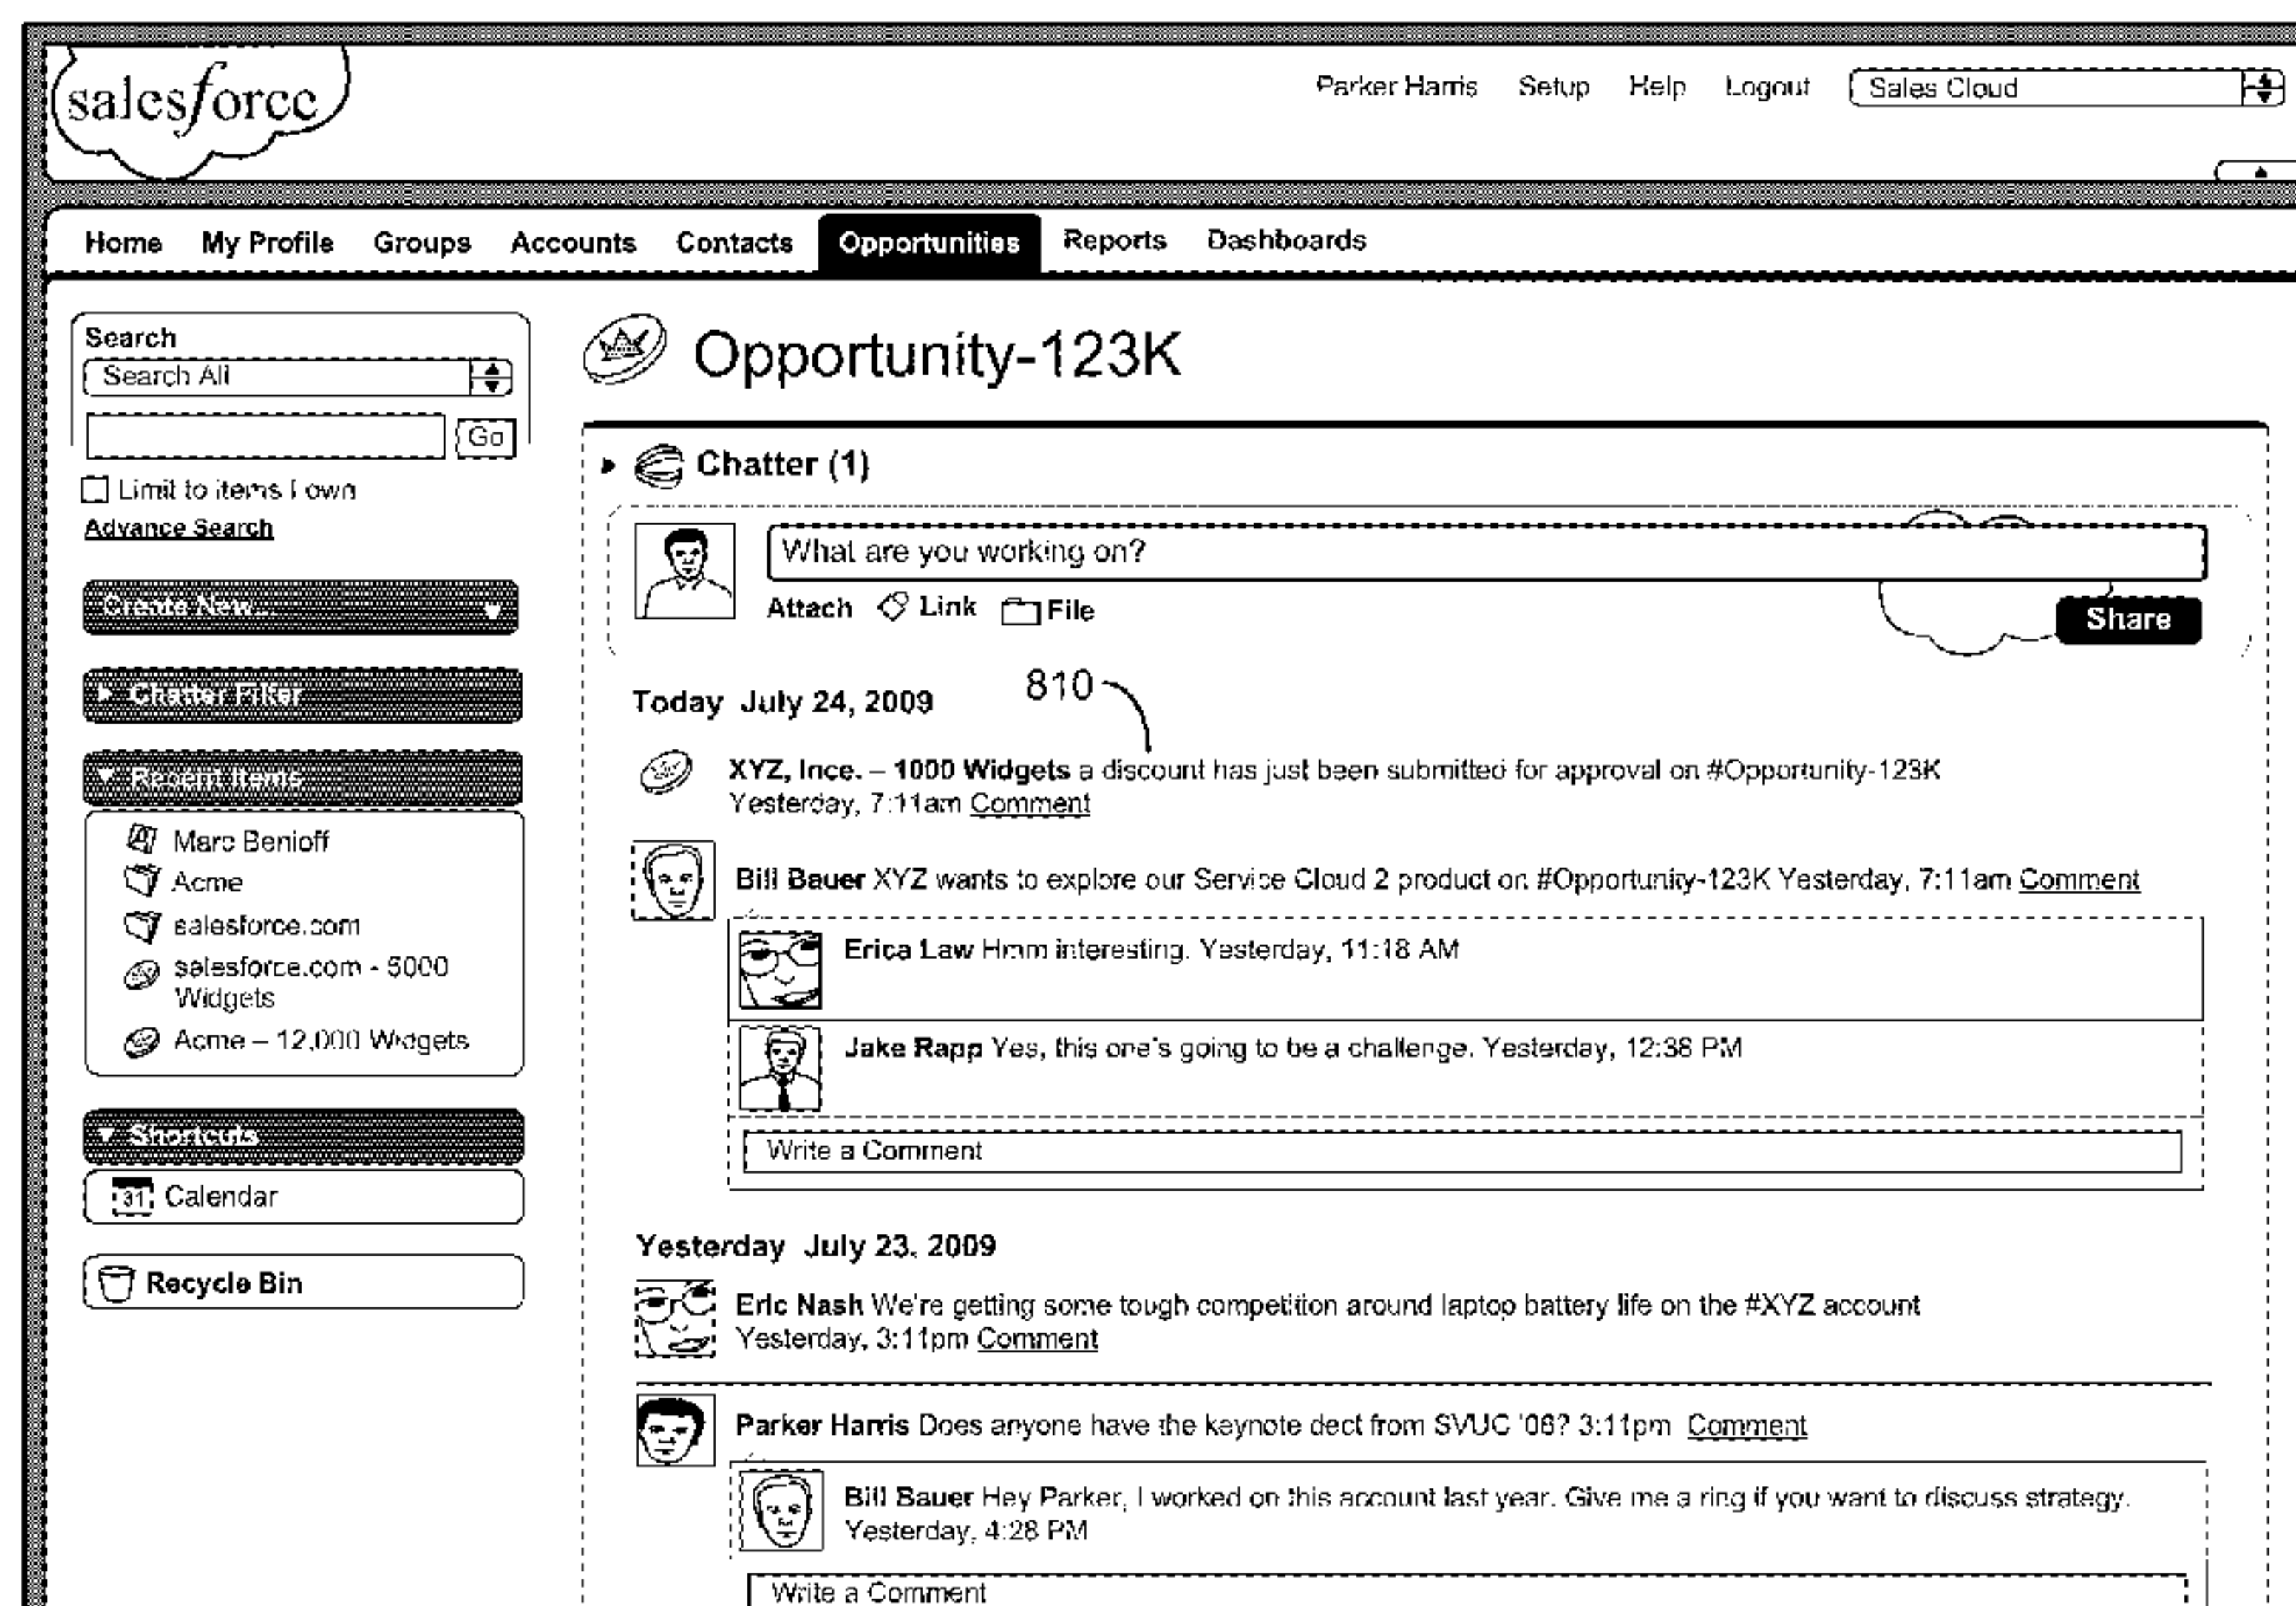 salesforce
Parker Harris Setup Help Logout Sales Cloud
Home My Profile Groups Accounts Contacts Opportunities Reports Dashboards
Search
Search All
Go
Limit to items I own
Advance Search
Create New...
Chatter Filter
Recent Items
Marc Benioff
Acme
salesforce.com
salesforce.com - 5000
Widgets
Acme – 12,000 Widgets
Shortcuts
31 Calendar
Recycle Bin
Opportunity-123K
Chatter (1)
What are you working on?
Attach Link File
Share
810
Today July 24, 2009
XYZ, Ince. – 1000 Widgets a discount has just been submitted for approval on #Opportunity-123K
Yesterday, 7:11am Comment
Bill Bauer XYZ wants to explore our Service Cloud 2 product on #Opportunity-123K Yesterday, 7:11am Comment
Erica Law Hmm interesting. Yesterday, 11:18 AM
Jake Rapp Yes, this one's going to be a challenge. Yesterday, 12:38 PM
Write a Comment
Yesterday July 23, 2009
Eric Nash We're getting some tough competition around laptop battery life on the #XYZ account
Yesterday, 3:11pm Comment
Parker Harris Does anyone have the keynote dect from SVUC '06? 3:11pm Comment
Bill Bauer Hey Parker, I worked on this account last year. Give me a ring if you want to discuss strategy.
Yesterday, 4:28 PM
Write a Comment